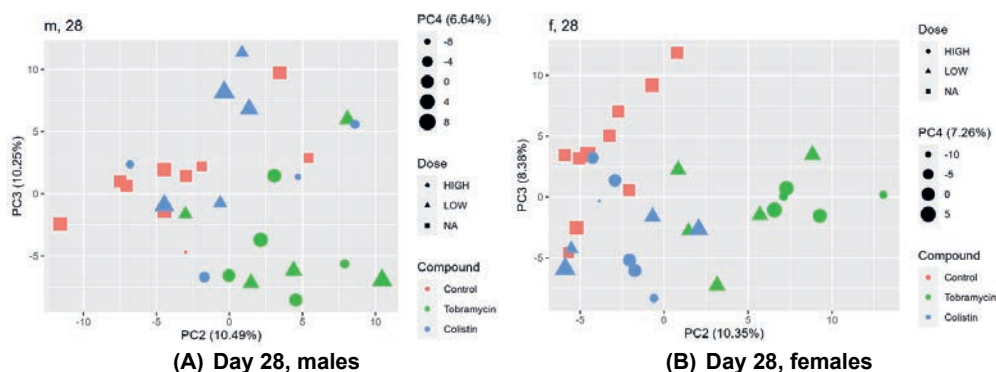 m, 28
PC3 (10.25%)
10
5
0
-5
-10
-5
0
5
10
PC2 (10.49%)
PC4 (6.64%)
-8
-4
0
4
8
Dose
HIGH
LOW
NA
Compound
Control
Tobramycin
Colistin
(A) Day 28, males
f, 28
PC3 (8.38%)
10
5
0
-5
-5
0
5
10
PC2 (10.35%)
Dose
HIGH
LOW
NA
PC4 (7.26%)
-10
-5
0
5
Compound
Control
Tobramycin
Colistin
(B) Day 28, females